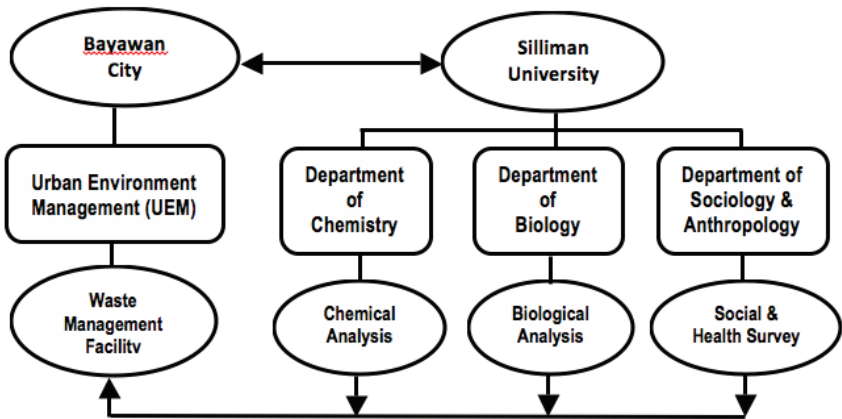 Bayawan
City
Silliman
University
Urban Environment
Management (UEM)
Department
of
Chemistry
Department
of
Biology
Department of
Sociology &
Anthropology
Waste
Management
Facility
Chemical
Analysis
Biological
Analysis
Social &
Health Survey